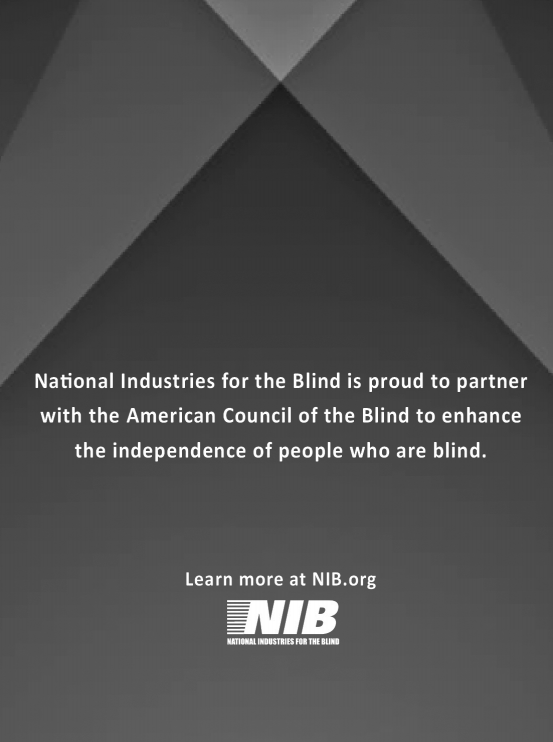 National Industries for the Blind is proud to partner
with the American Council of the Blind to enhance
the independence of people who are blind.
Learn more at NIB.org
NIB
NATIONAL INDUSTRIES FOR THE BLIND